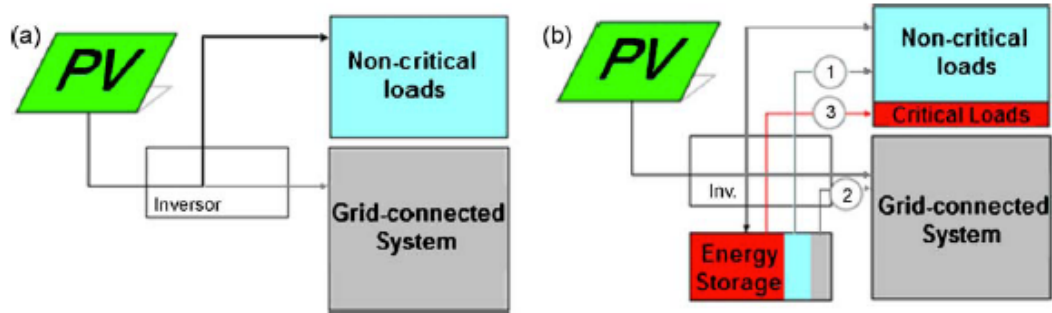 (a)
PV
Non-critical
loads
Inversor
Grid-connected
System
(b)
PV
Non-critical
loads
1
3
Critical Loads
Inv.
2
Grid-connected
System
Energy
Storage